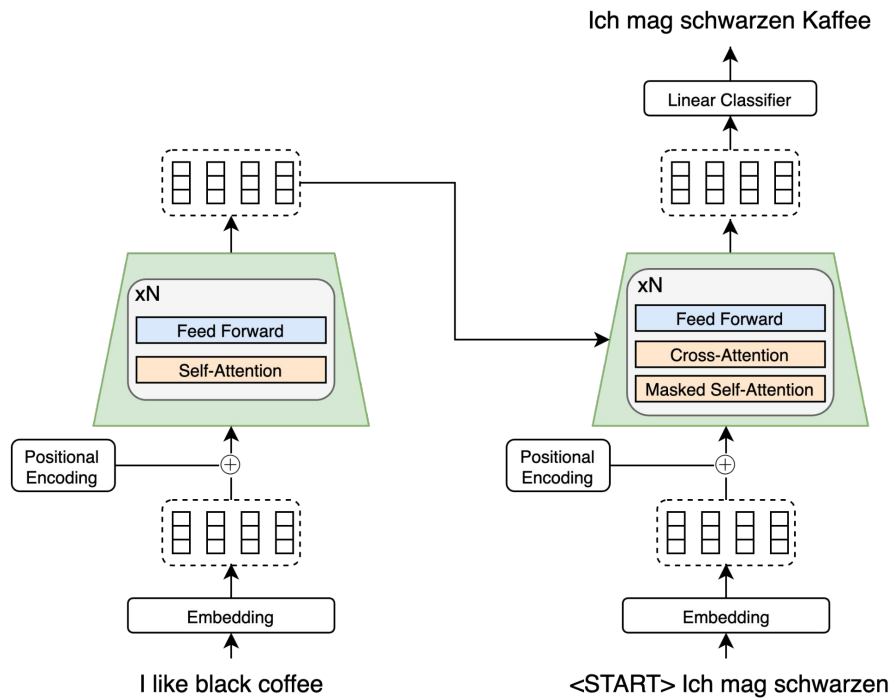 Ich mag schwarzen Kaffee
Linear Classifier
xN
Feed Forward
Self-Attention
xN
Feed Forward
Cross-Attention
Masked Self-Attention
Positional
Encoding
Positional
Encoding
Embedding
Embedding
I like black coffee
<START> Ich mag schwarzen